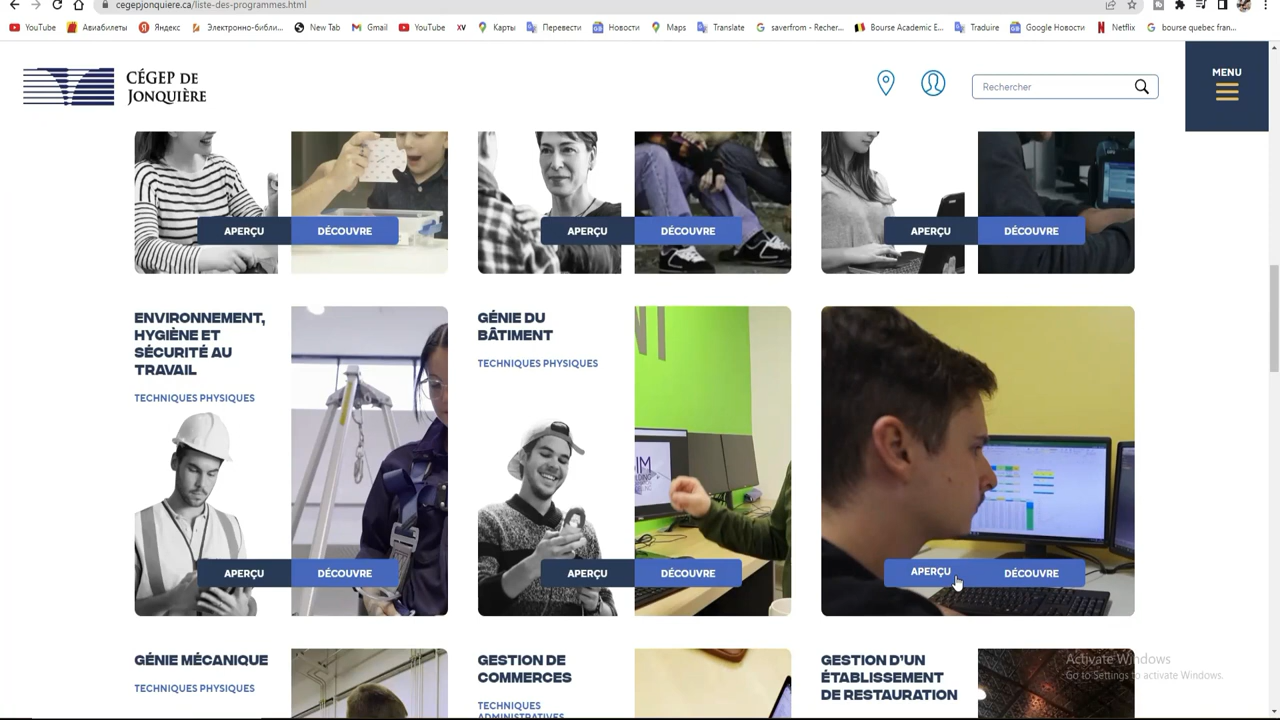 cegepjonquiere.ca/liste-des-programmes.html
YouTube Авиабилеты Яндекс Электронно-библи... New Tab Gmail YouTube XV Карты Перевести Новости Maps Translate saverfrom - Recher... Bourse Academic E... Traduire Google Новости Netflix bourse quebec fran...
CÉGEP DE
JONQUIÈRE
Rechercher
MENU
APERÇU DÉCOUVRE APERÇU DÉCOUVRE APERÇU DÉCOUVRE
ENVIRONNEMENT,
HYGIÈNE ET
SÉCURITÉ AU
TRAVAIL
TECHNIQUES PHYSIQUES
APERÇU DÉCOUVRE
GÉNIE DU
BÂTIMENT
TECHNIQUES PHYSIQUES
APERÇU DÉCOUVRE
APERÇU DÉCOUVRE
GÉNIE MÉCANIQUE
TECHNIQUES PHYSIQUES
GESTION DE
COMMERCES
TECHNIQUES
ADMINISTRATIVES
GESTION D'UN
ÉTABLISSEMENT
DE RESTAURATION
Activate Windows
Go to Settings to activate Windows.